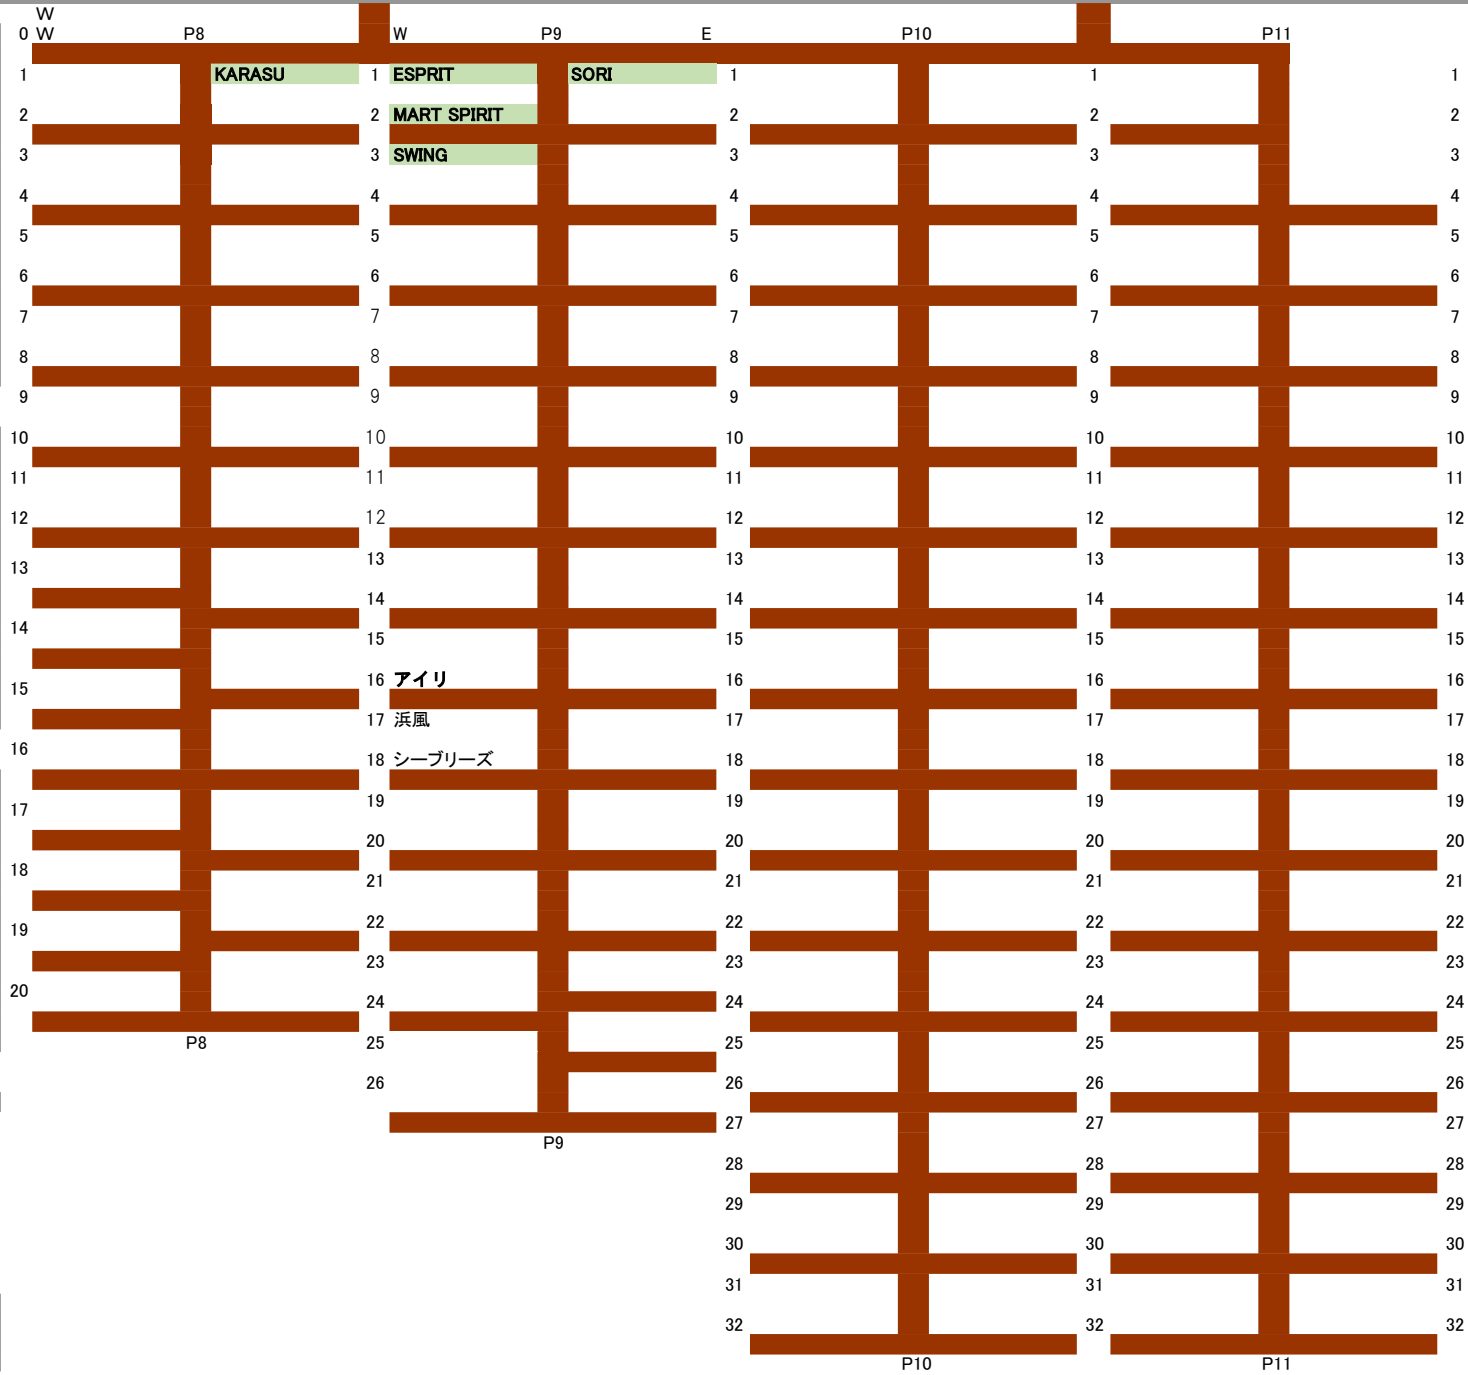 W
0 W P8 W P9 E P10 P11
1 KARASU 1 ESPRIT SORI 1 1 1
2 2 MART SPIRIT 2 2 2
3 3 SWING 3 3 3
4 4 4 4 4
5 5 5 5 5
6 6 6 6 6
7 7 7 7 7
8 8 8 8 8
9 9 9 9 9
10 10 10 10 10
11 11 11 11 11
12 12 12 12 12
13 13 13 13
13
14 14 14 14
14
15 15 15 15
16 アイリ 16 16 16
15
17 浜風 17 17 17
16
18 シーブリーズ 18 18 18
19 19 19 19
17
20 20 20 20
18
21 21 21 21
22 22 22 22
19
23 23 23 23
20
24 24 24 24
P8 25 25 25 25
26 26 26 26
27 27 27
P9
28 28 28
29 29 29
30 30 30
31 31 31
32 32 32
P10 P11